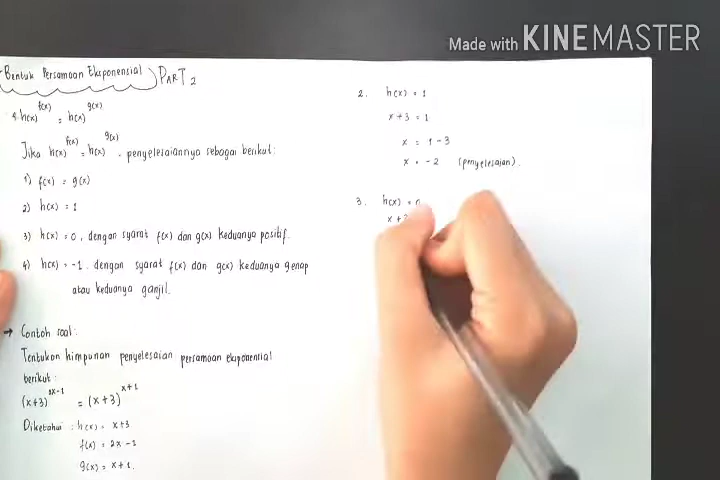 Made with KINEMASTER
Bentuk Persamaan Eksponensial PART 2
4. h(x)^f(x) = h(x)^g(x)
Jika h(x)^f(x) = h(x)^g(x), penyelesaiannya sebagai berikut:
1) f(x) = g(x)
2) h(x) = 1
3) h(x) = 0, dengan syarat f(x) dan g(x) keduanya positif.
4) h(x) = -1, dengan syarat f(x) dan g(x) keduanya genap
atau keduanya ganjil.
→ Contoh soal:
Tentukan himpunan penyelesaian persamaan eksponential
berikut:
(x+3)^2x-1 = (x+3)^x+1
Diketahui : h(x) = x+3
f(x) = 2x-1
g(x) = x+1.
2. h(x) = 1
x+3 = 1
x = 1-3
x = -2 (penyelesaian).
3. h(x) = 0
x+3